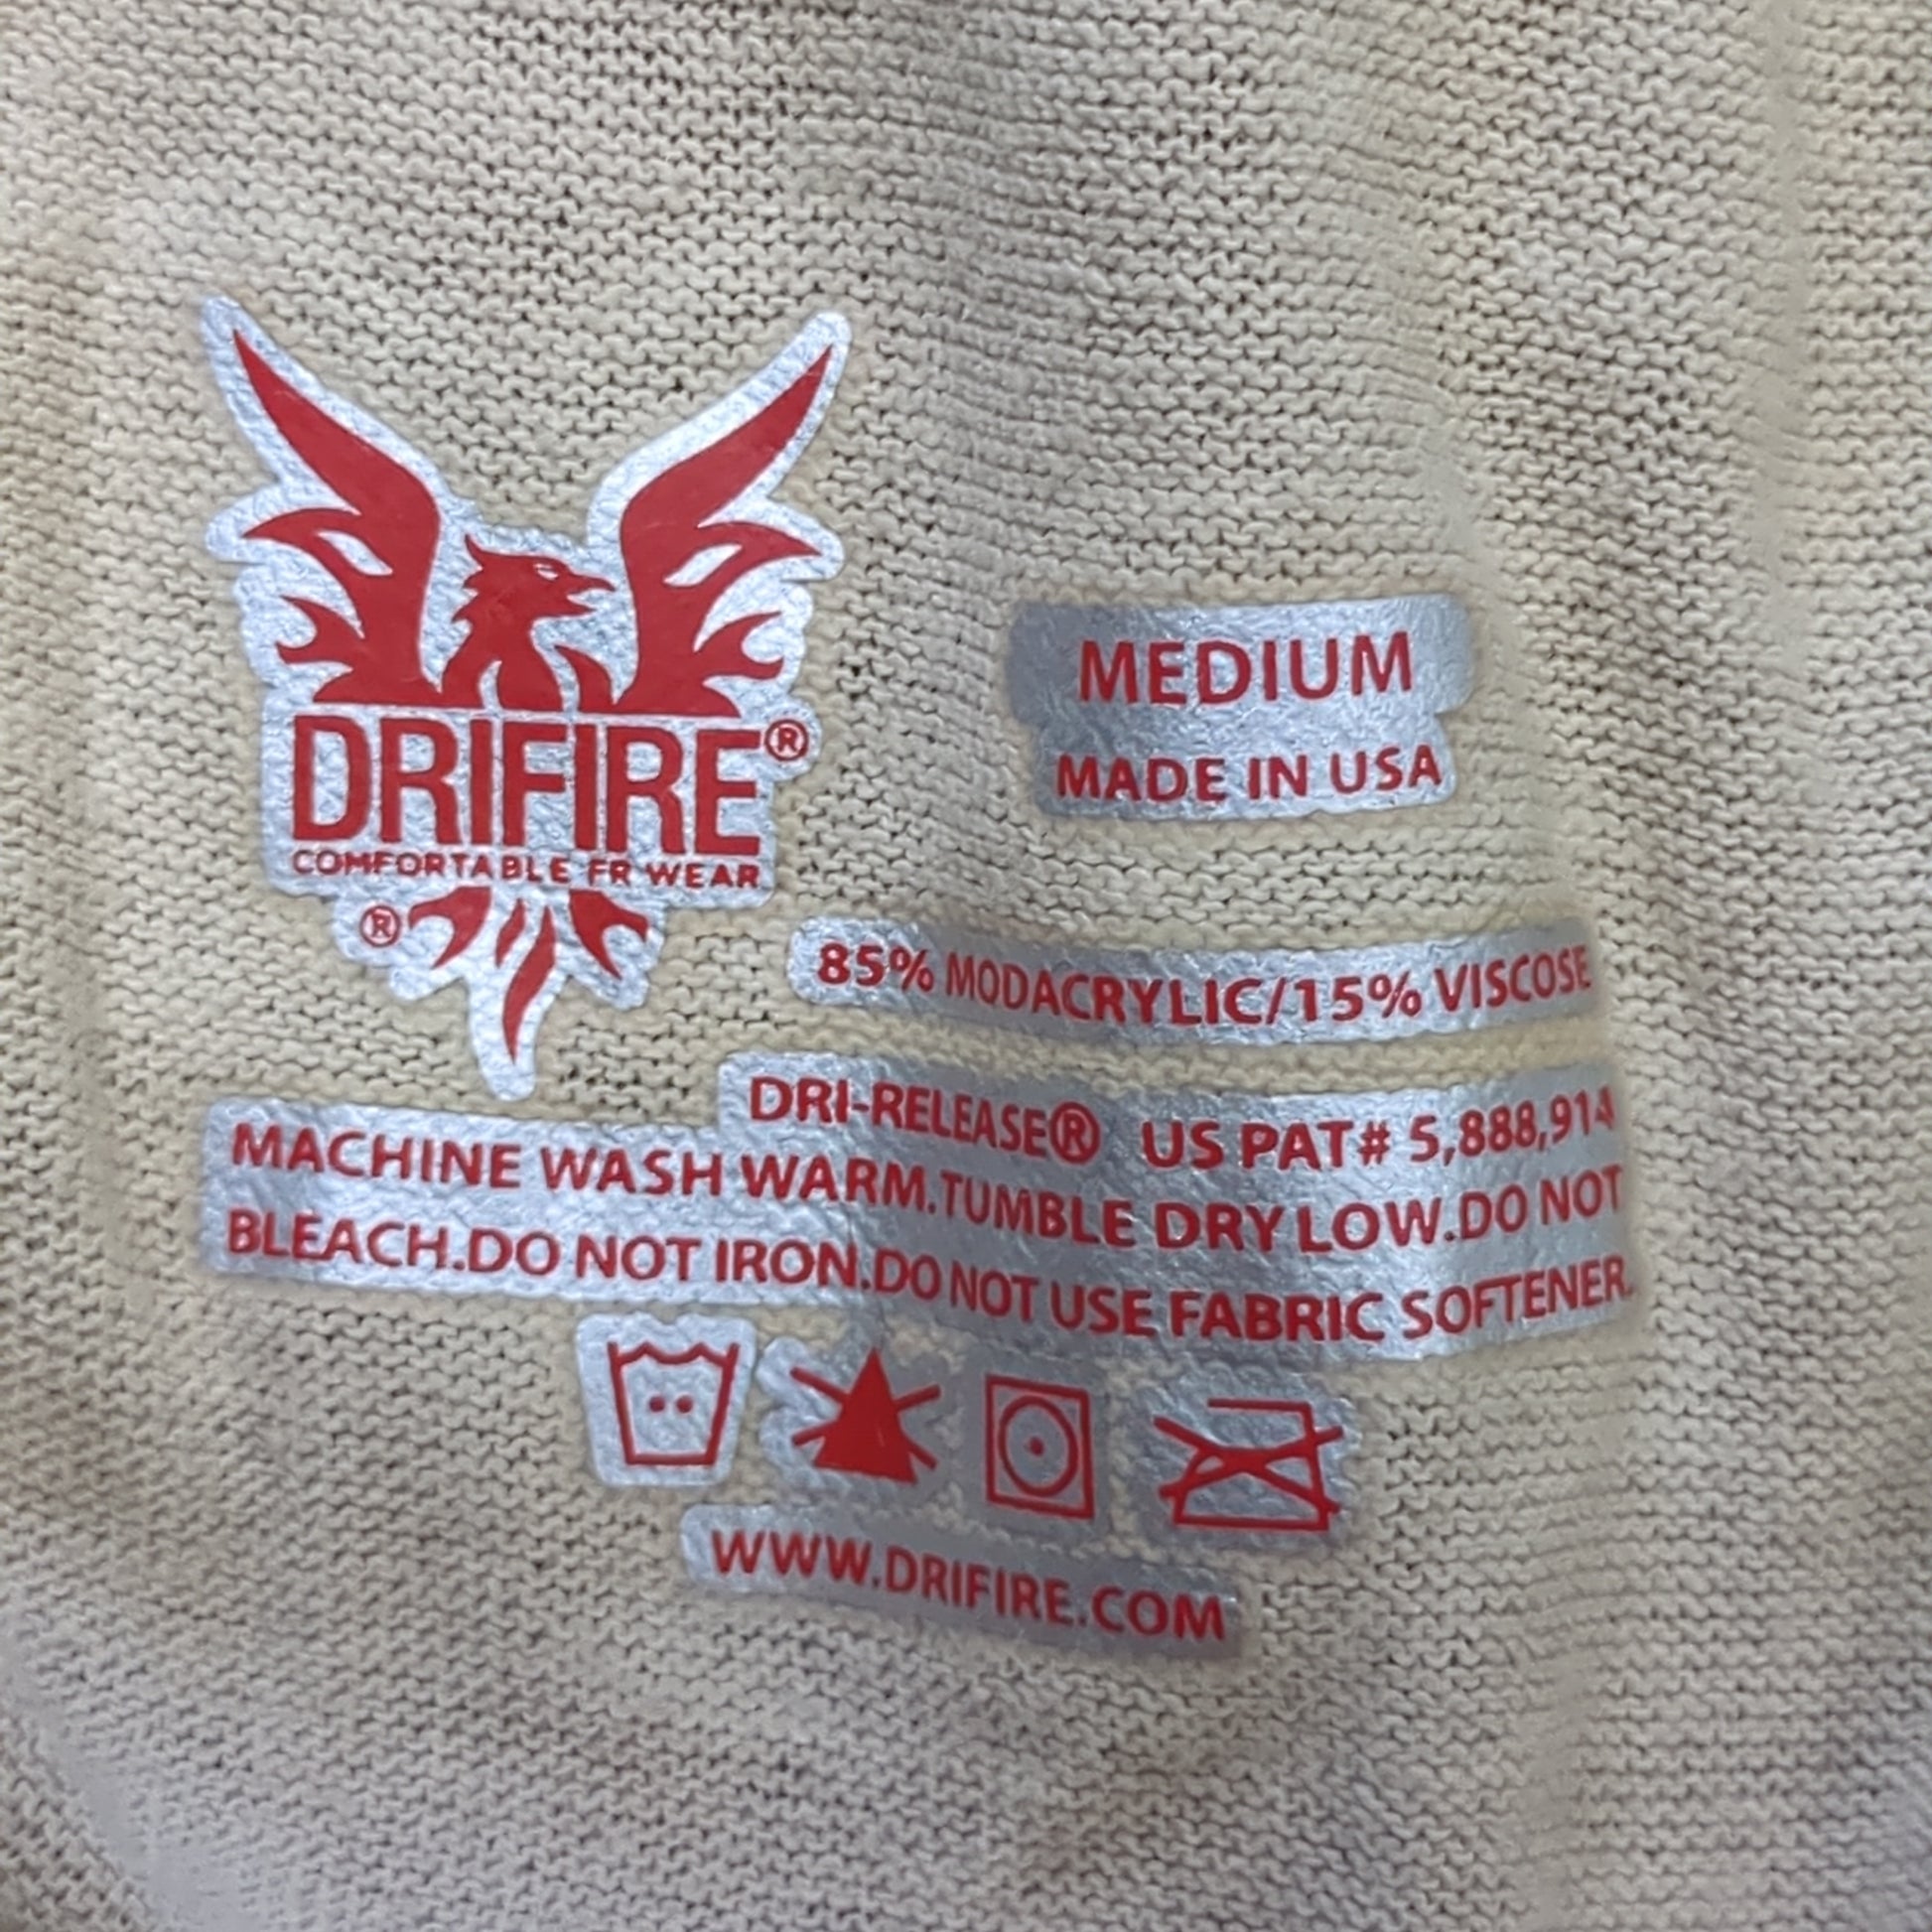 DRIFIRE®
COMFORTABLE FR WEAR
®
MEDIUM
MADE IN USA
85% MODACRYLIC/15% VISCOSE
DRI-RELEASE® US PAT# 5,888,914
MACHINE WASH WARM.TUMBLE DRY LOW.DO NOT
BLEACH.DO NOT IRON.DO NOT USE FABRIC SOFTENER.
WWW.DRIFIRE.COM